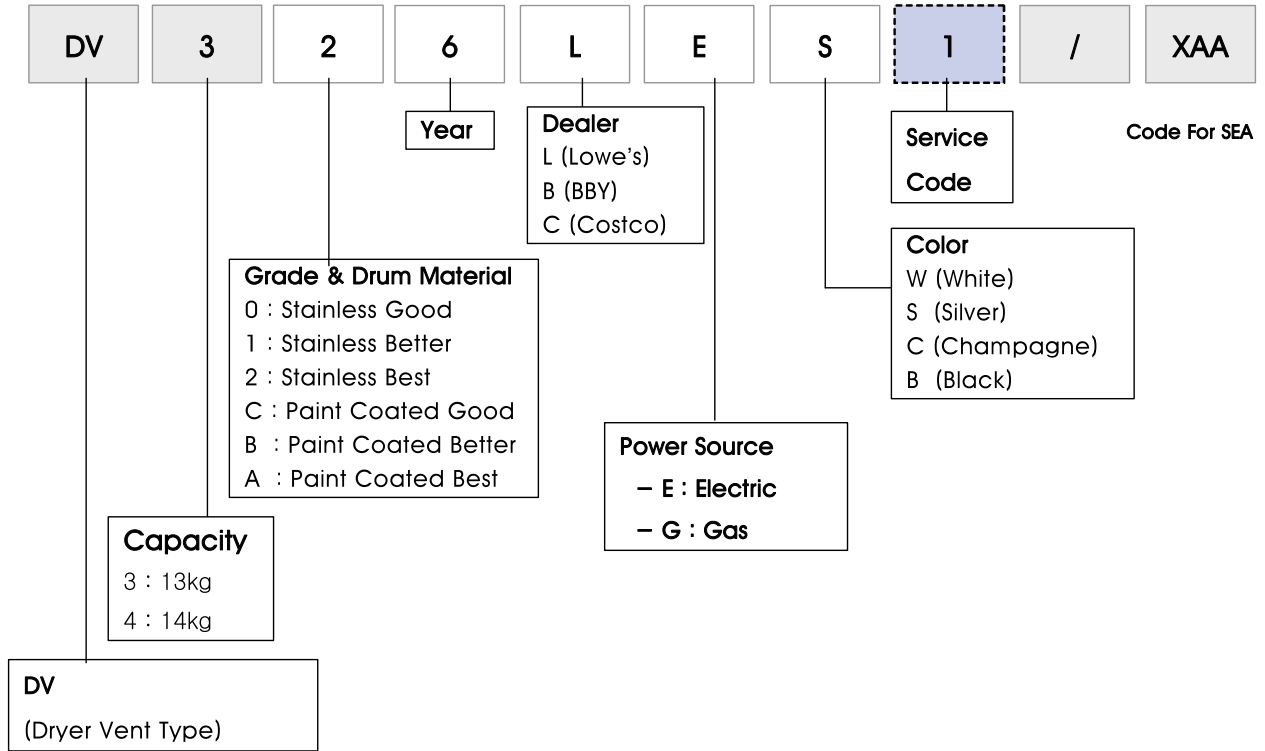 DV 3 2 6 L E S 1 / XAA
Year
Dealer
L (Lowe's)
B (BBY)
C (Costco)
Service
Code
Code For SEA
Color
W (White)
S (Silver)
C (Champagne)
B (Black)
Grade & Drum Material
0 : Stainless Good
1 : Stainless Better
2 : Stainless Best
C : Paint Coated Good
B : Paint Coated Better
A : Paint Coated Best
Power Source
– E : Electric
– G : Gas
Capacity
3 : 13kg
4 : 14kg
DV
(Dryer Vent Type)